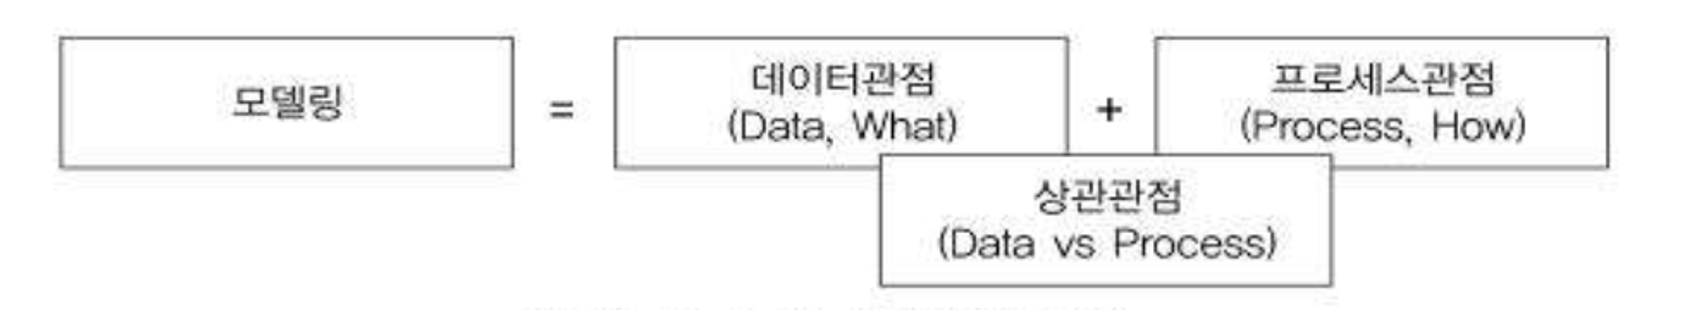 모델링
=
데이터관점
(Data, What)
+
프로세스관점
(Process, How)
상관관점
(Data vs Process)